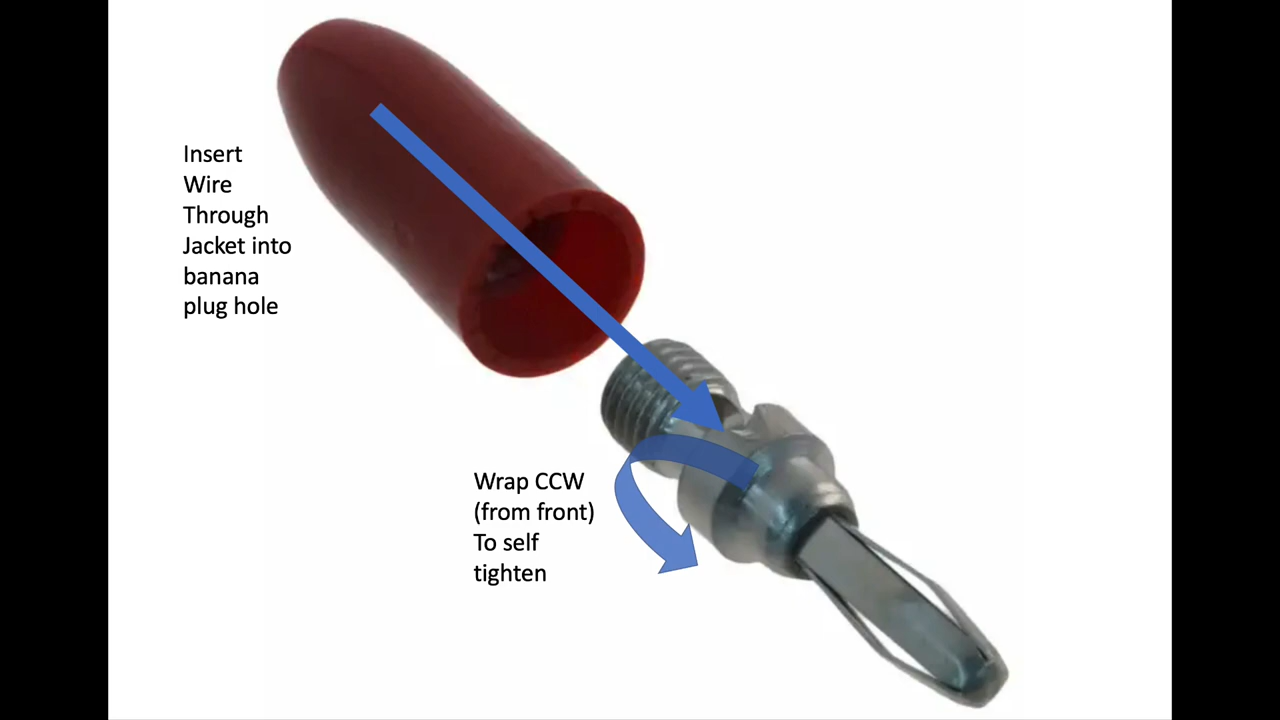 Insert
Wire
Through
Jacket into
banana
plug hole
Wrap CCW
(from front)
To self
tighten